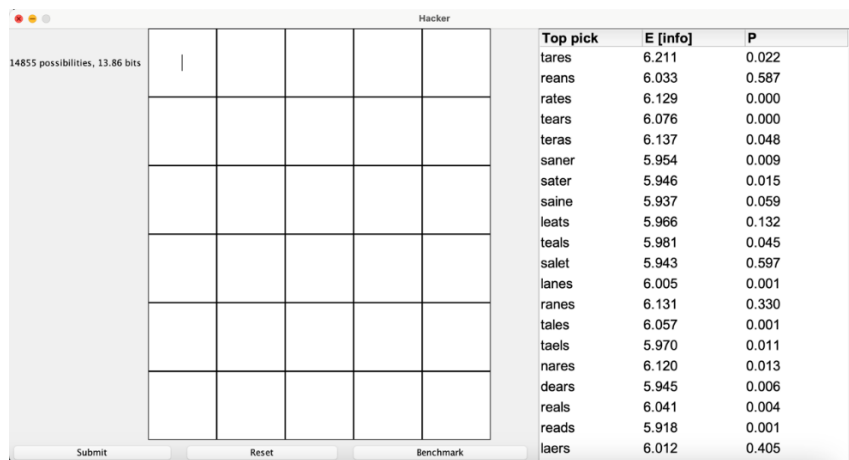 Hacker
14855 possibilities, 13.86 bits
Top pick E [info] P
tares 6.211 0.022
reans 6.033 0.587
rates 6.129 0.000
tears 6.076 0.000
teras 6.137 0.048
saner 5.954 0.009
sater 5.946 0.015
saine 5.937 0.059
leats 5.966 0.132
teals 5.981 0.045
salet 5.943 0.597
lanes 6.005 0.001
ranes 6.131 0.330
tales 6.057 0.001
taels 5.970 0.011
nares 6.120 0.013
dears 5.945 0.006
reals 6.041 0.004
reads 5.918 0.001
laers 6.012 0.405
Submit Reset Benchmark